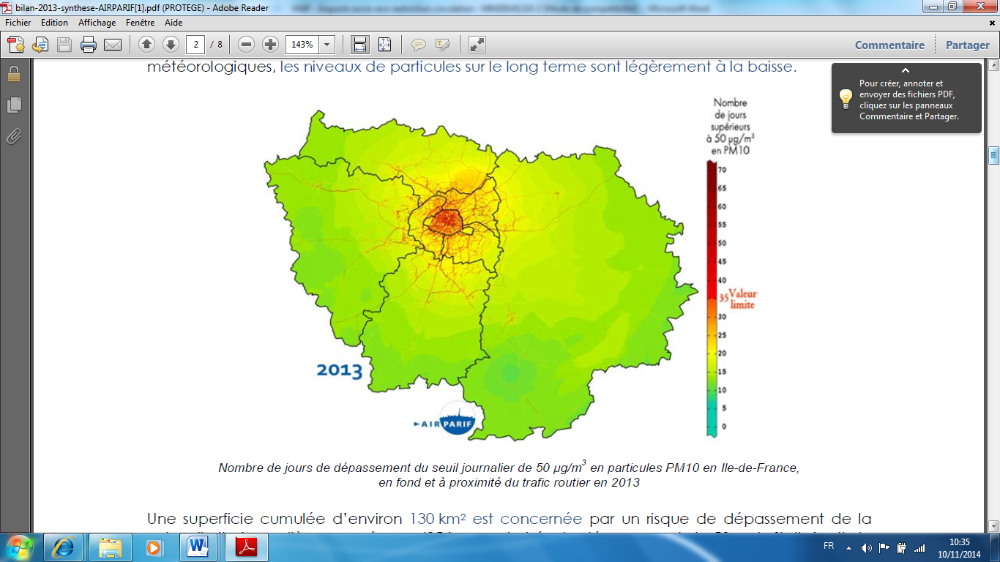 bilan-2013-synthese-AIRPARIF[1].pdf (PROTEGE) - Adobe Reader
Fichier Edition Affichage Fenêtre Aide
2 / 8 143% Commentaire Partager
météorologiques, les niveaux de particules sur le long terme sont légèrement à la baisse.
Pour créer, annoter et
envoyer des fichiers PDF,
cliquez sur les panneaux
Commentaire et Partager.
Nombre
de jours
supérieurs
à 50 µg/m³
en PM10
70
65
60
55
50
45
40
35 Valeur
limite
30
25
20
15
10
5
0
2013
AIRPARIF
Nombre de jours de dépassement du seuil journalier de 50 µg/m³ en particules PM10 en Ile-de-France,
en fond et à proximité du trafic routier en 2013
Une superficie cumulée d'environ 130 km² est concernée par un risque de dépassement de la
FR
10:35
10/11/2014